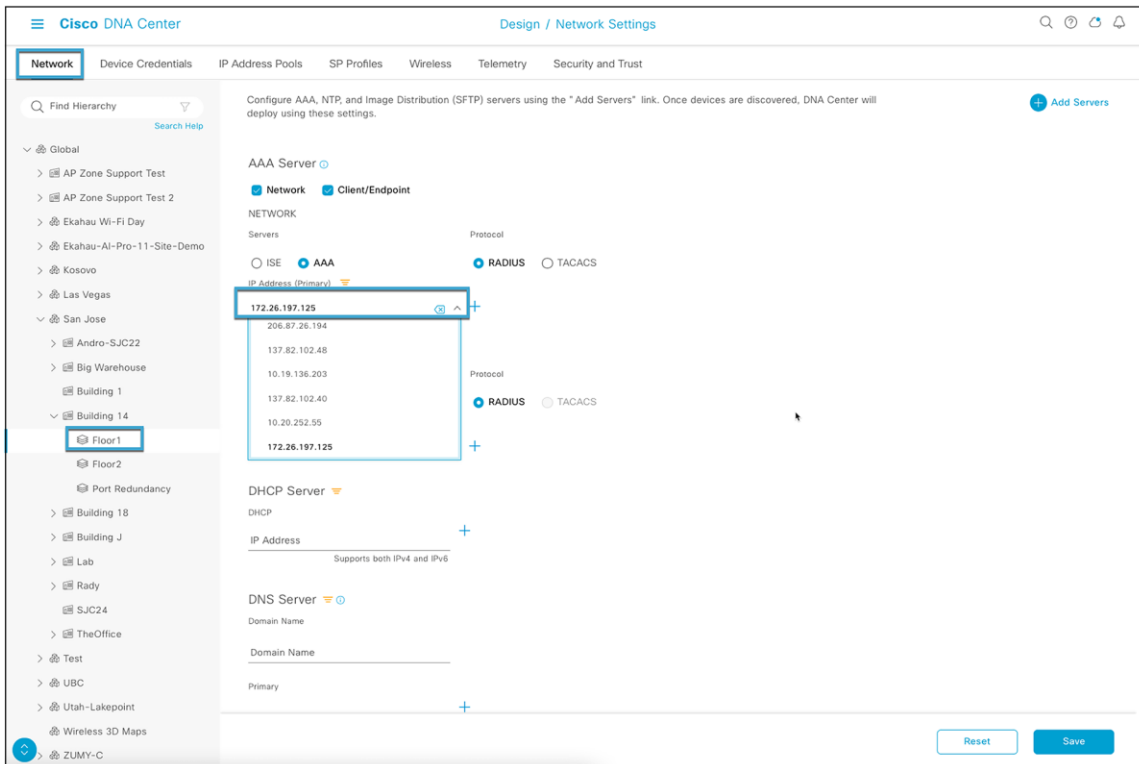 Cisco DNA Center
Design / Network Settings
Network Device Credentials IP Address Pools SP Profiles Wireless Telemetry Security and Trust
Find Hierarchy
Search Help
Global
AP Zone Support Test
AP Zone Support Test 2
Ekahau Wi-Fi Day
Ekahau-AI-Pro-11-Site-Demo
Kosovo
Las Vegas
San Jose
Andro-SJC22
Big Warehouse
Building 1
Building 14
Floor1
Floor2
Port Redundancy
Building 18
Building J
Lab
Rady
SJC24
TheOffice
Test
UBC
Utah-Lakepoint
Wireless 3D Maps
ZUMY-C
Configure AAA, NTP, and Image Distribution (SFTP) servers using the "Add Servers" link. Once devices are discovered, DNA Center will
deploy using these settings.
Add Servers
AAA Server
Network Client/Endpoint
NETWORK
Servers Protocol
ISE AAA RADIUS TACACS
IP Address (Primary)
172.26.197.125
206.87.26.194
137.82.102.48
10.19.136.203 Protocol
137.82.102.40 RADIUS TACACS
10.20.252.55
172.26.197.125
DHCP Server
DHCP
IP Address
Supports both IPv4 and IPv6
DNS Server
Domain Name
Domain Name
Primary
Reset Save